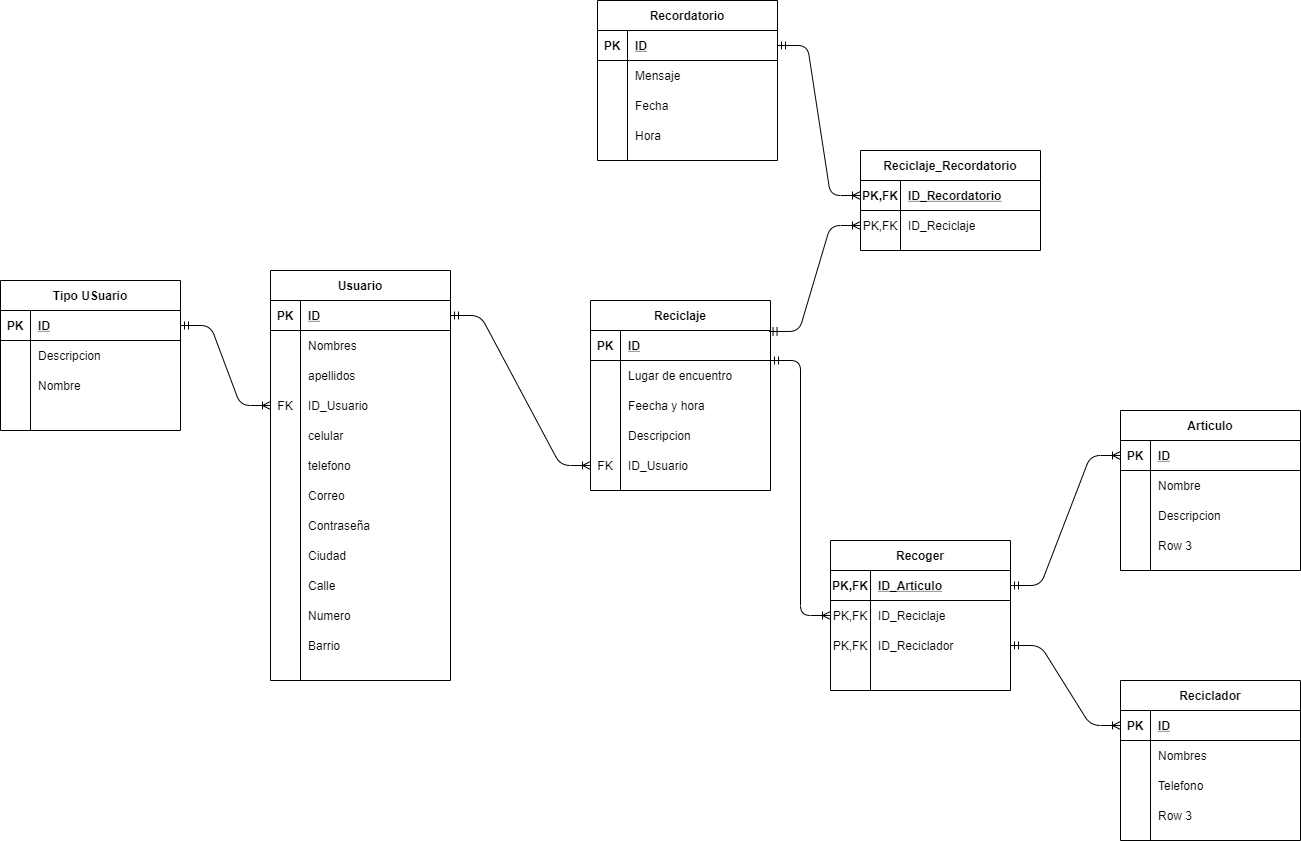 Recordatorio
PK ID
Mensaje
Fecha
Hora
Reciclaje_Recordatorio
PK,FK ID_Recordatorio
PK,FK ID_Reciclaje
Tipo USuario
PK ID
Descripcion
Nombre
Usuario
PK ID
Nombres
apellidos
FK ID_Usuario
celular
telefono
Correo
Contraseña
Ciudad
Calle
Numero
Barrio
Reciclaje
PK ID
Lugar de encuentro
Feecha y hora
Descripcion
FK ID_Usuario
Recoger
PK,FK ID_Articulo
PK,FK ID_Reciclaje
PK,FK ID_Reciclador
Articulo
PK ID
Nombre
Descripcion
Row 3
Reciclador
PK ID
Nombres
Telefono
Row 3